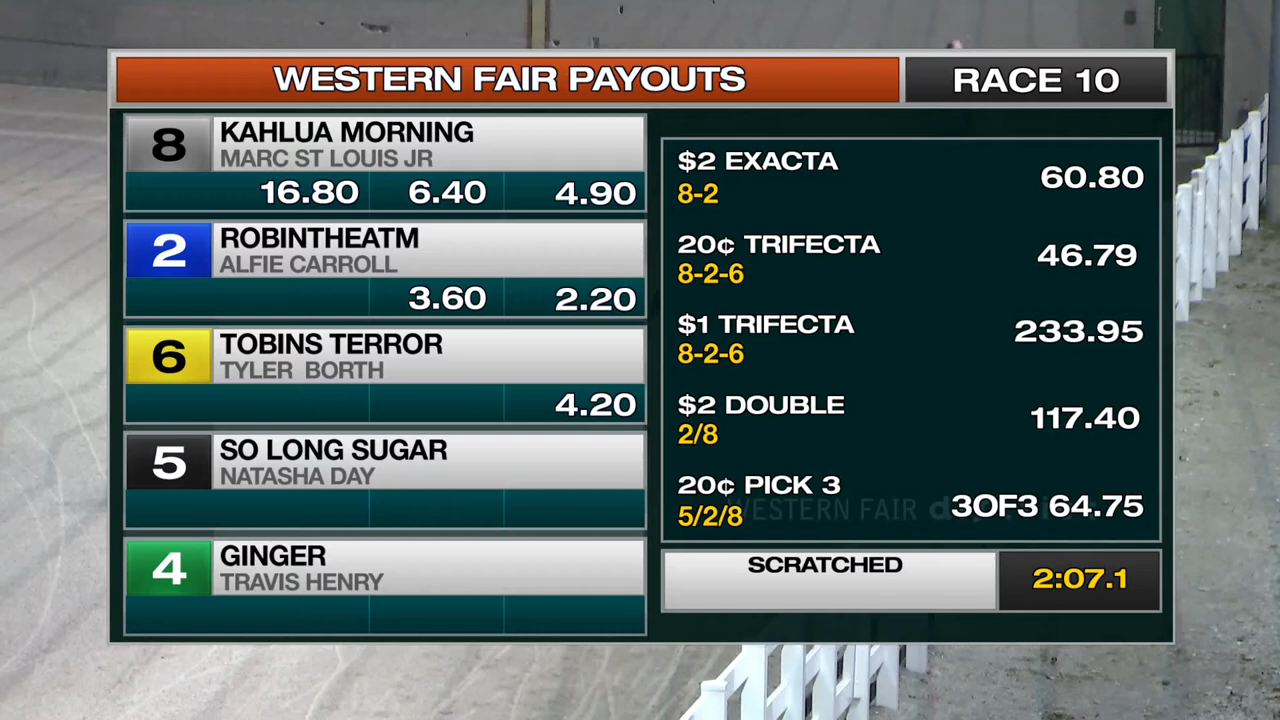 WESTERN FAIR PAYOUTS
RACE 10
8
KAHLUA MORNING
MARC ST LOUIS JR
16.80 6.40 4.90
2
ROBINTHEATM
ALFIE CARROLL
3.60 2.20
6
TOBINS TERROR
TYLER BORTH
4.20
5
SO LONG SUGAR
NATASHA DAY
4
GINGER
TRAVIS HENRY
$2 EXACTA
8-2
60.80
20¢ TRIFECTA
8-2-6
46.79
$1 TRIFECTA
8-2-6
233.95
$2 DOUBLE
2/8
117.40
20¢ PICK 3
5/2/8
3OF3 64.75
WESTERN FAIR
SCRATCHED
2:07.1